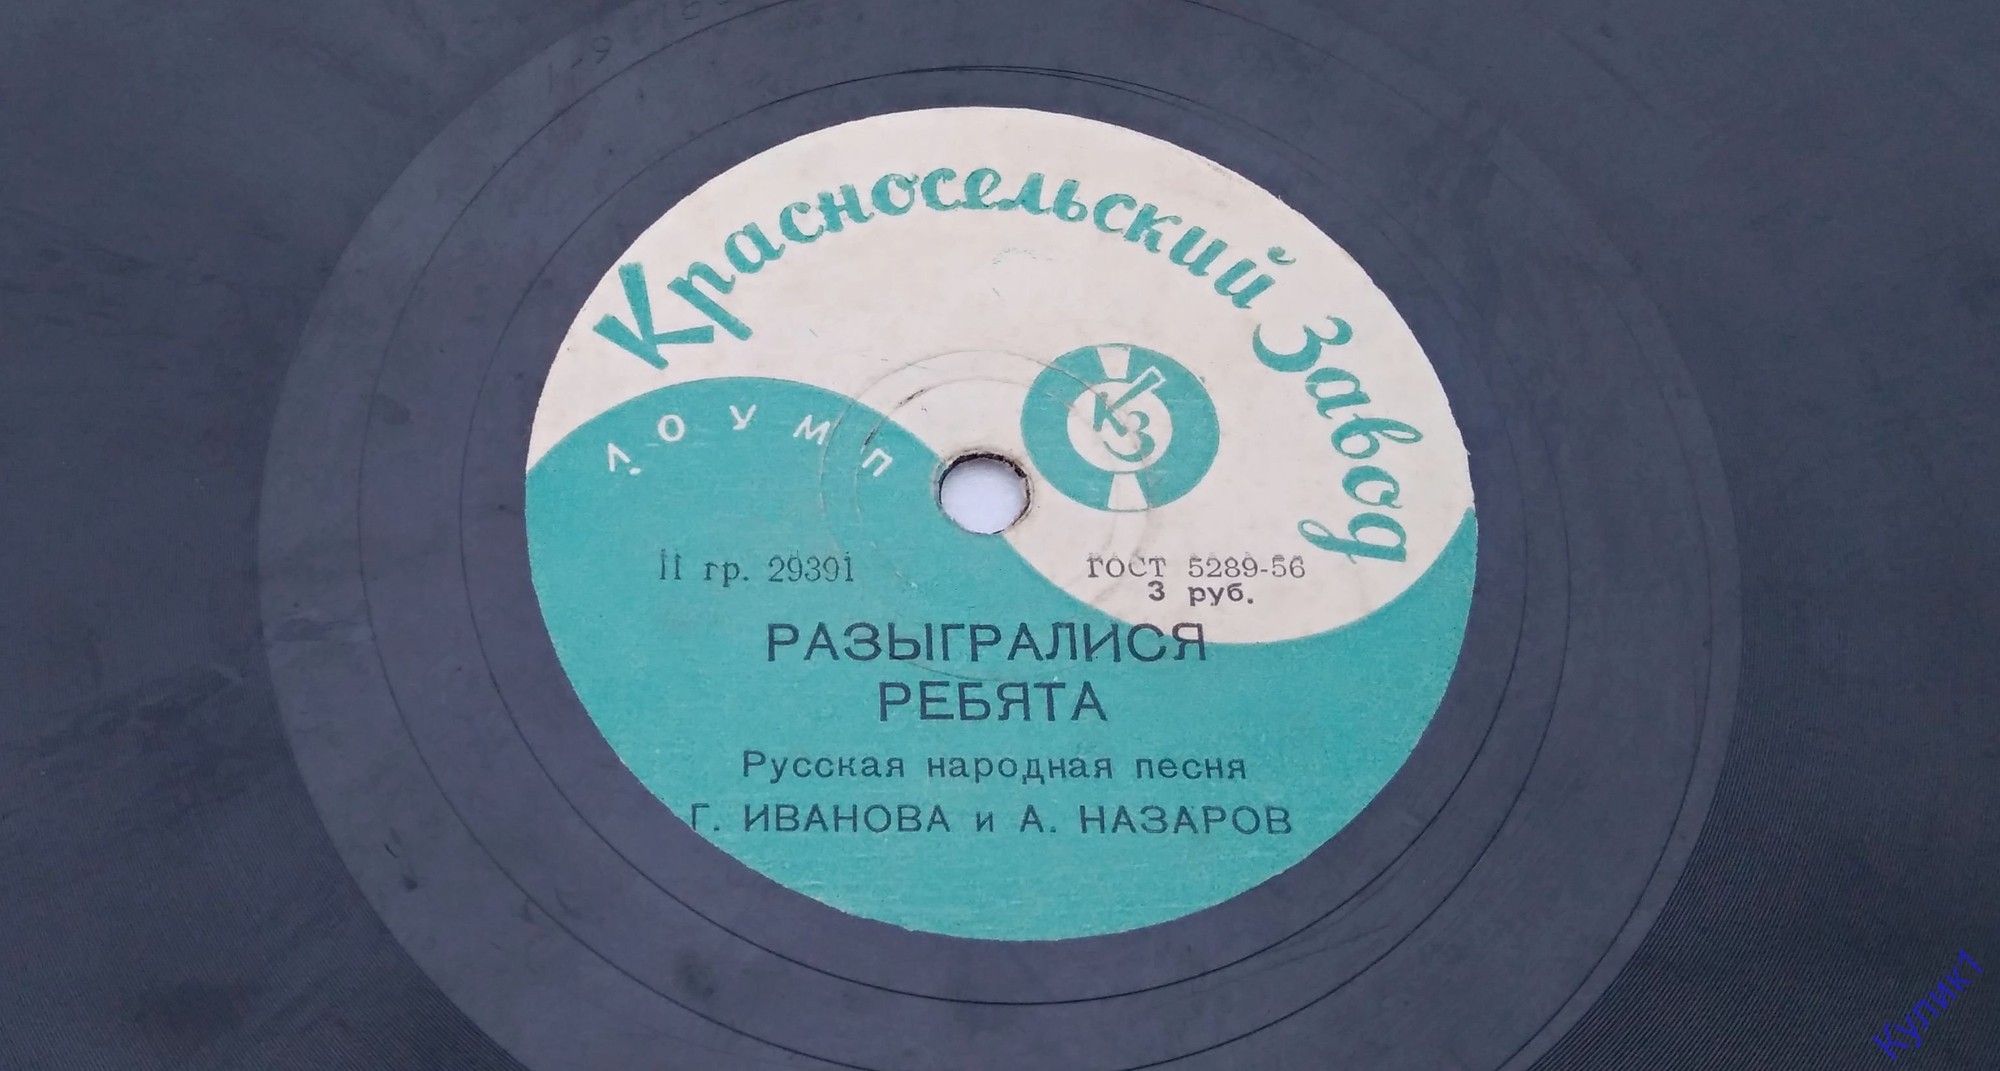 Красносельский Завод
ЛОУМП
КЗ
II гр. 29391
ГОСТ 5289-56
3 руб.
РАЗЫГРАЛИСЯ
РЕБЯТА
Русская народная песня
Г. ИВАНОВА и А. НАЗАРОВ
Купик1